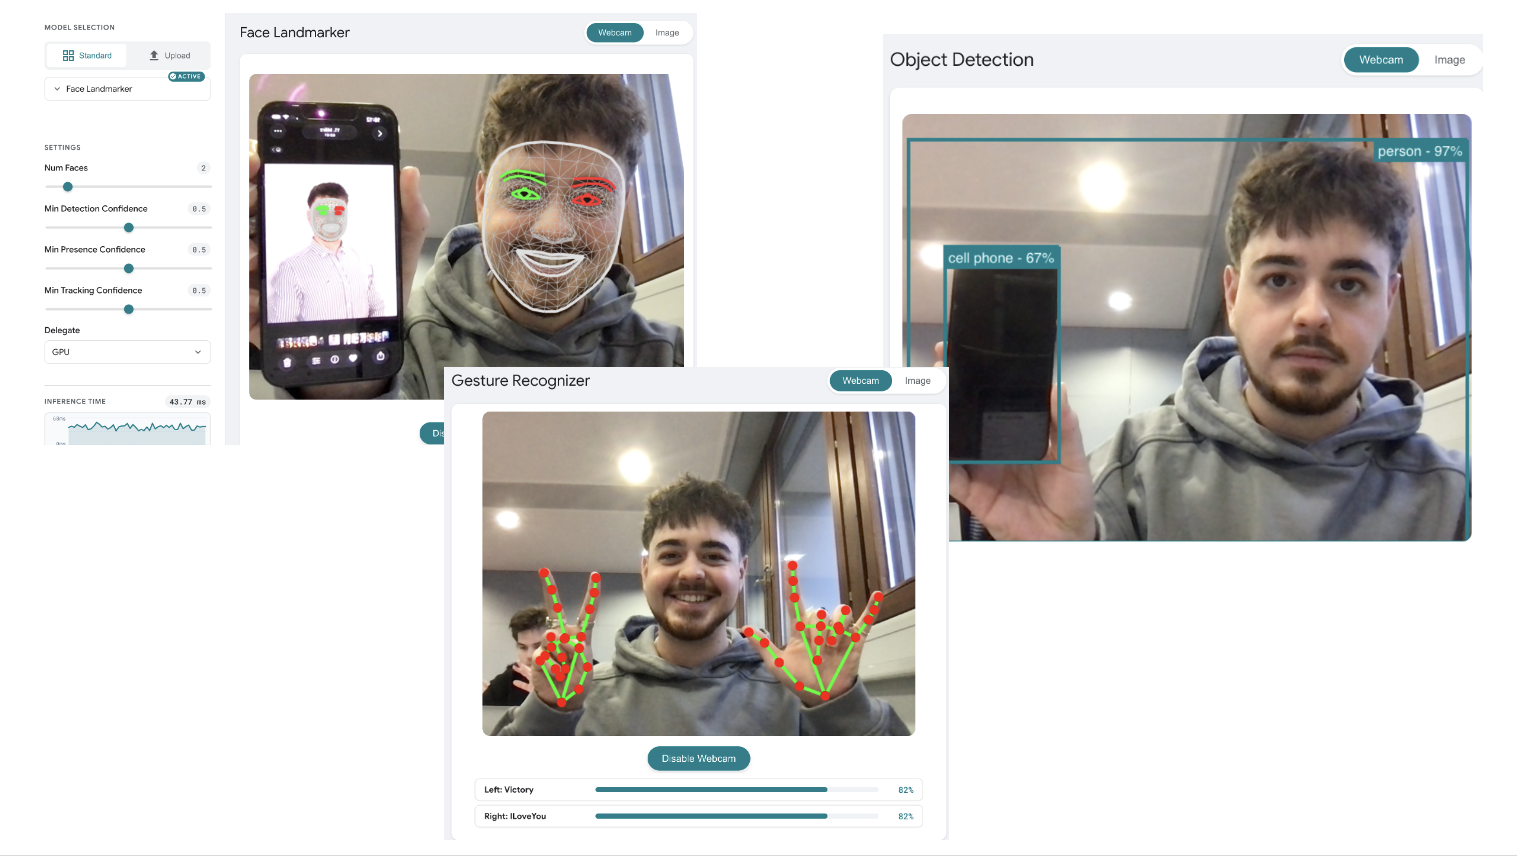 MODEL SELECTION
Standard
Upload
ACTIVE
Face Landmarker
SETTINGS
Num Faces 2
Min Detection Confidence 0.5
Min Presence Confidence 0.5
Min Tracking Confidence 0.5
Delegate
GPU
INFERENCE TIME 43.77 ms
Face Landmarker
Webcam
Image
Gesture Recognizer
Webcam
Image
Disable Webcam
Left: Victory 82%
Right: ILoveYou 82%
Object Detection
Webcam
Image
person - 97%
cell phone - 67%